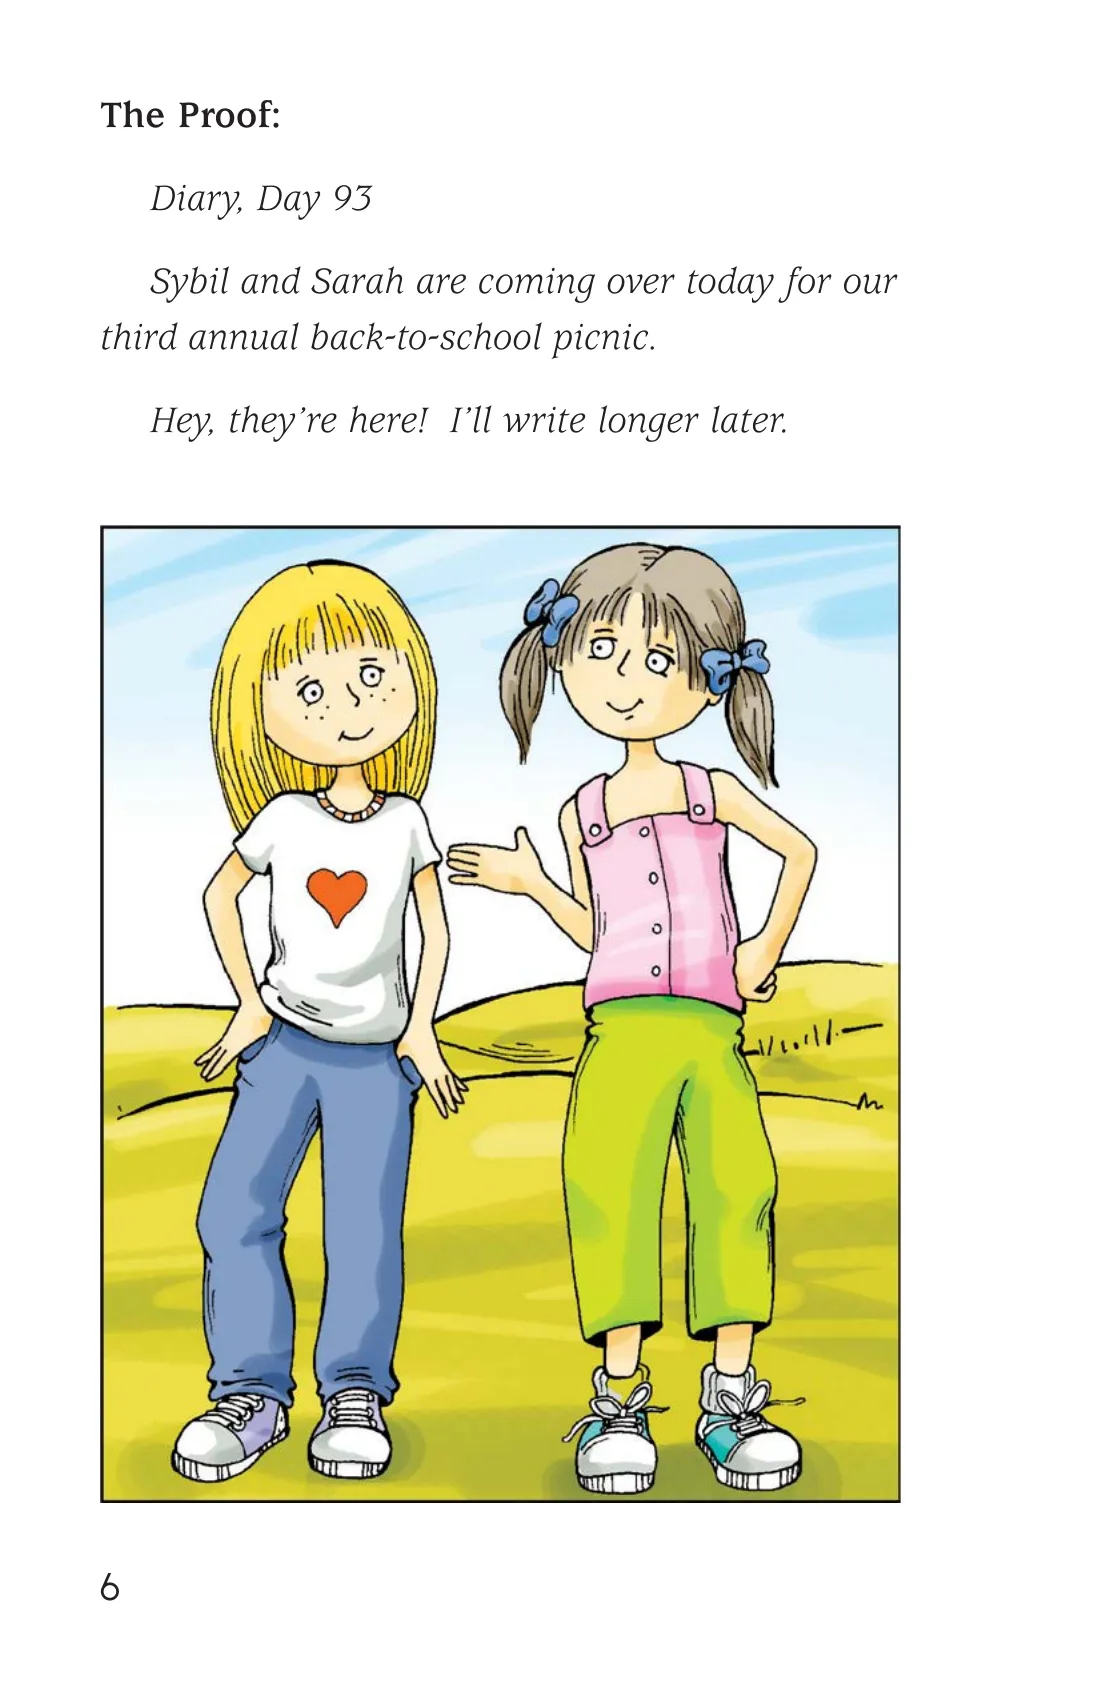 The Proof:
Diary, Day 93
Sybil and Sarah are coming over today for our
third annual back-to-school picnic.
Hey, they’re here!  I’ll write longer later.
6